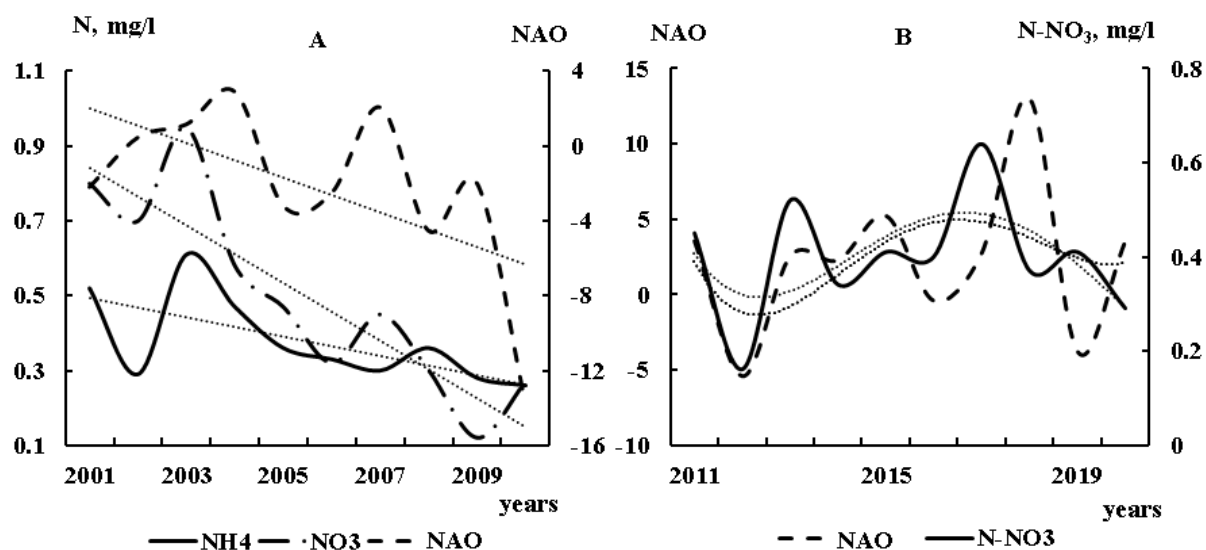 N, mg/l A NAO
1.1 4
0.9 0
0.7 -4
0.5 -8
0.3 -12
0.1 -16
2001 2003 2005 2007 2009
years
NH4 NO3 NAO
NAO B N-NO₃, mg/l
15 0.8
10 0.6
5 0.4
0 0.2
-5 0
-10
2011 2015 2019
years
NAO N-NO3